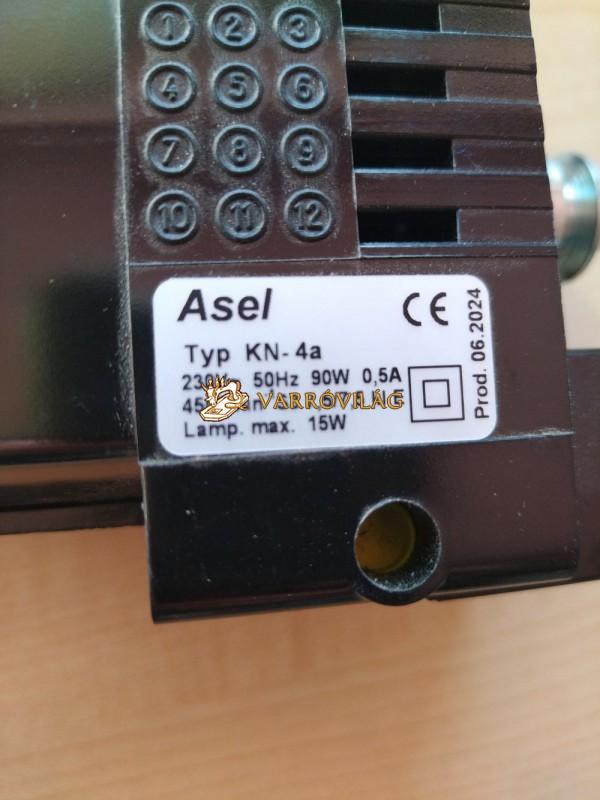 1 2 3
4 5 6
7 8 9
10 11 12
Asel
CE
Typ KN-4a
50Hz 90W 0,5A
VARRÓVILÁG
Lamp. max. 15W
Prod. 06.2024